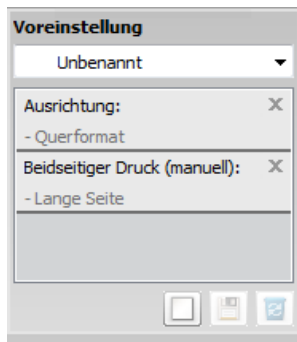 Voreinstellung
Unbenannt
Ausrichtung:
- Querformat
Beidseitiger Druck (manuell):
- Lange Seite